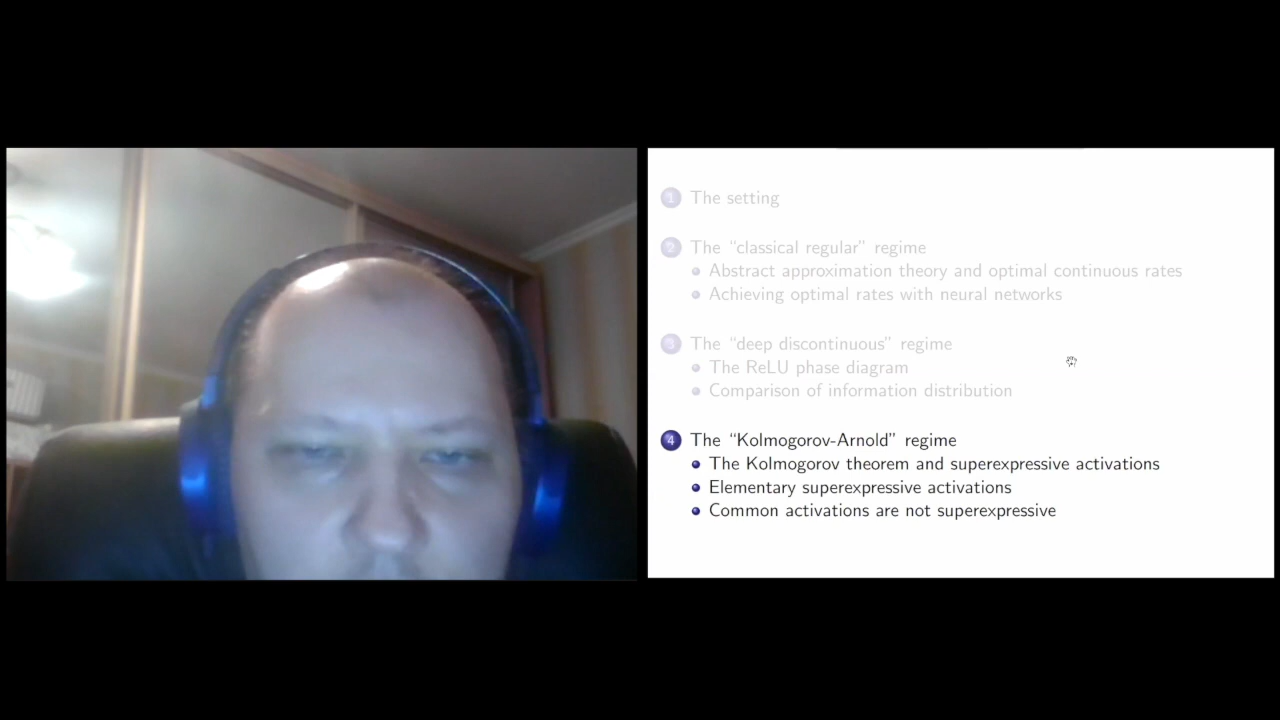 1 The setting
2 The “classical regular” regime
Abstract approximation theory and optimal continuous rates
Achieving optimal rates with neural networks
3 The “deep discontinuous” regime
The ReLU phase diagram
Comparison of information distribution
4 The “Kolmogorov-Arnold” regime
The Kolmogorov theorem and superexpressive activations
Elementary superexpressive activations
Common activations are not superexpressive